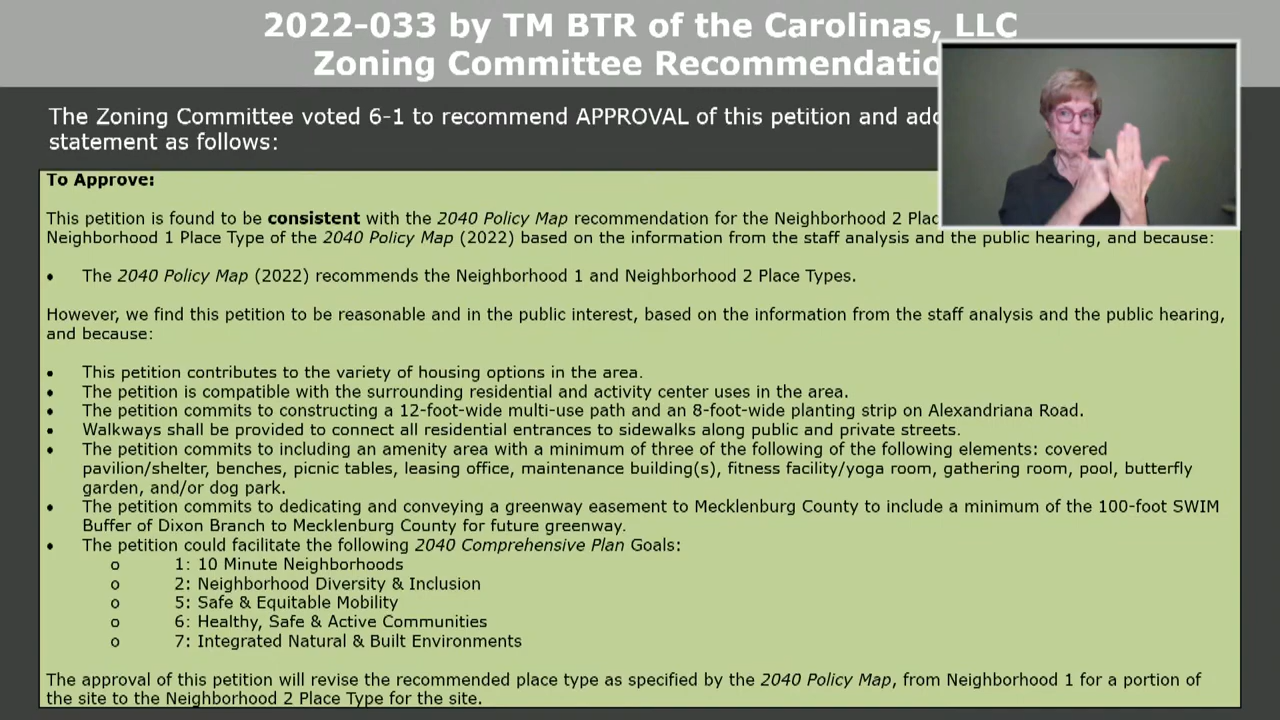 2022-033 by TM BTR of the Carolinas, LLC
Zoning Committee Recommendatio
The Zoning Committee voted 6-1 to recommend APPROVAL of this petition and
statement as follows:
To Approve:
This petition is found to be consistent with the 2040 Policy Map recommendation for the Neighborhood 2
Neighborhood 1 Place Type of the 2040 Policy Map (2022) based on the information from the staff analysis and the public hearing, and because:
• The 2040 Policy Map (2022) recommends the Neighborhood 1 and Neighborhood 2 Place Types.
However, we find this petition to be reasonable and in the public interest, based on the information from the staff analysis and the public hearing,
and because:
• This petition contributes to the variety of housing options in the area.
• The petition is compatible with the surrounding residential and activity center uses in the area.
• The petition commits to constructing a 12-foot-wide multi-use path and an 8-foot-wide planting strip on Alexandriana Road.
• Walkways shall be provided to connect all residential entrances to sidewalks along public and private streets.
• The petition commits to including an amenity area with a minimum of three of the following of the following elements: covered
pavilion/shelter, benches, picnic tables, leasing office, maintenance building(s), fitness facility/yoga room, gathering room, pool, butterfly
garden, and/or dog park.
• The petition commits to dedicating and conveying a greenway easement to Mecklenburg County to include a minimum of the 100-foot SWIM
Buffer of Dixon Branch to Mecklenburg County for future greenway.
• The petition could facilitate the following 2040 Comprehensive Plan Goals:
o 1: 10 Minute Neighborhoods
o 2: Neighborhood Diversity & Inclusion
o 5: Safe & Equitable Mobility
o 6: Healthy, Safe & Active Communities
o 7: Integrated Natural & Built Environments
The approval of this petition will revise the recommended place type as specified by the 2040 Policy Map, from Neighborhood 1 for a portion of
the site to the Neighborhood 2 Place Type for the site.